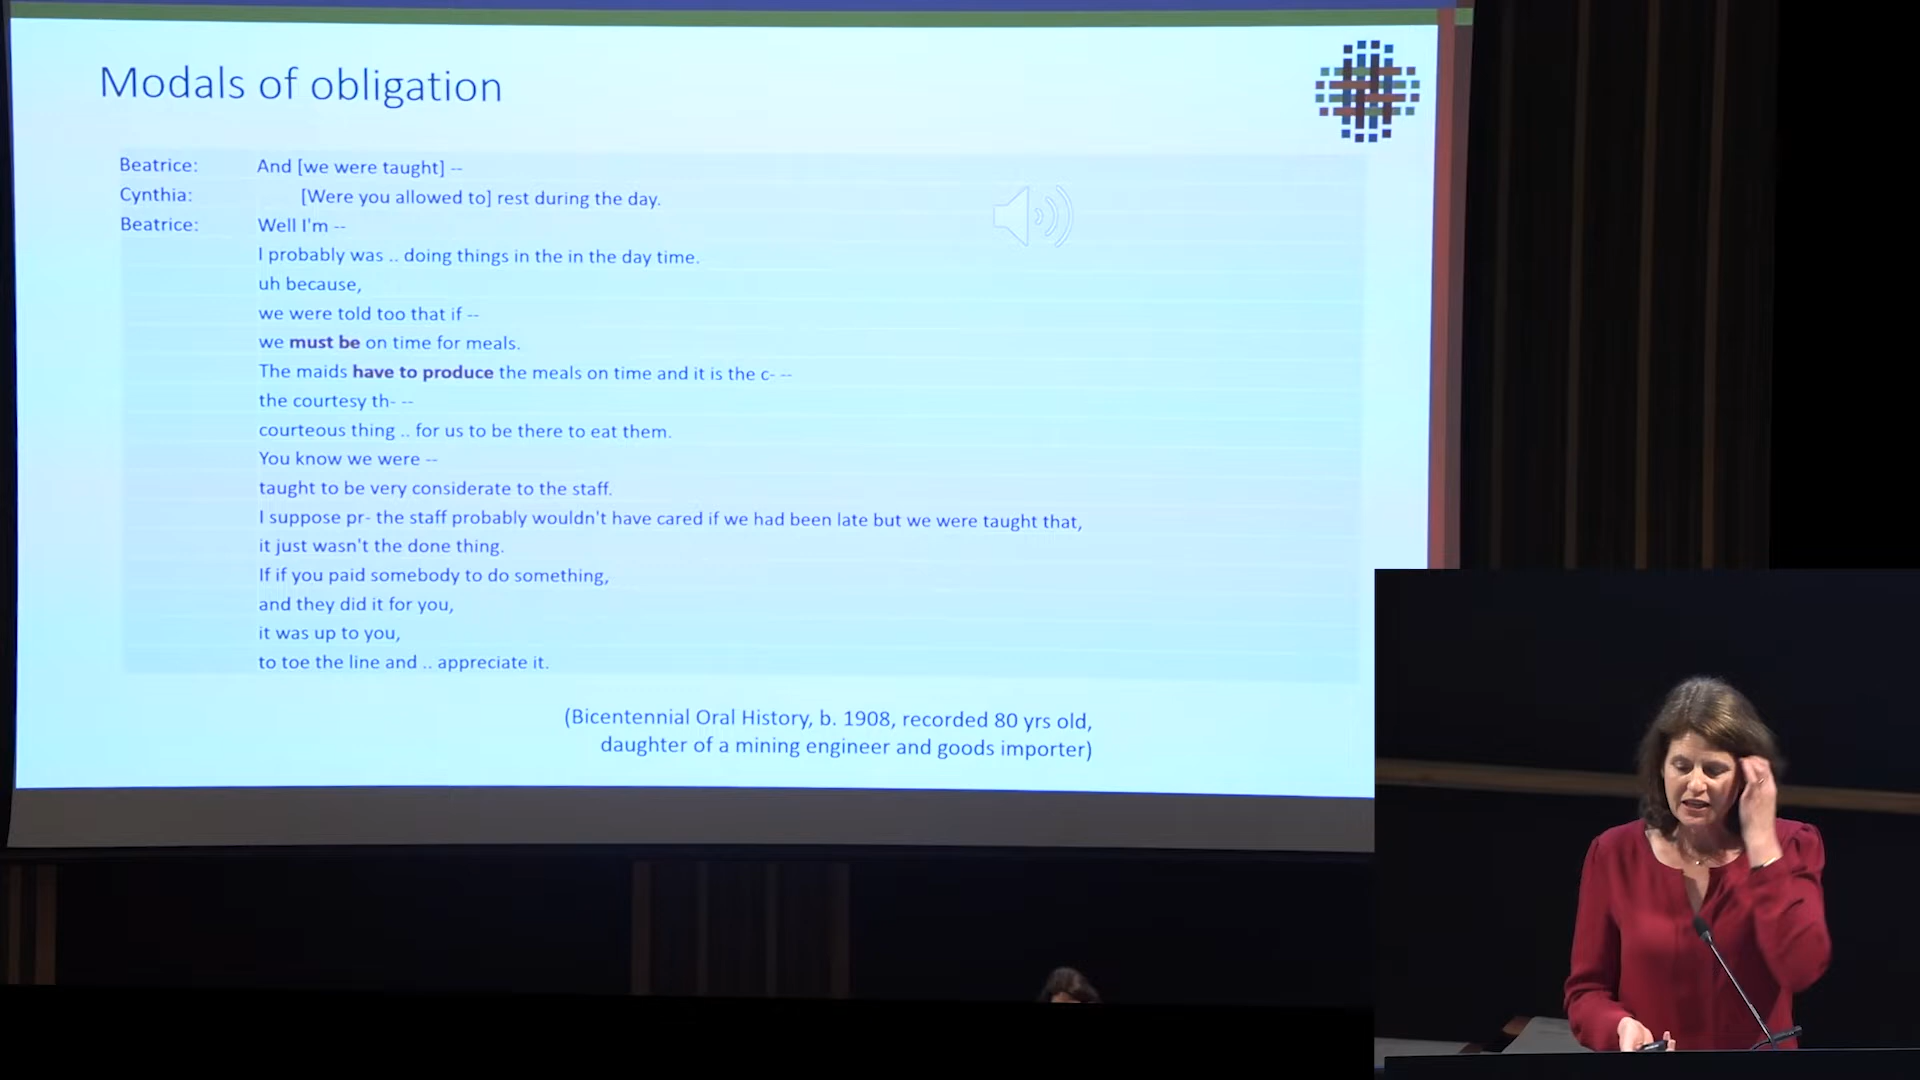 Modals of obligation
Beatrice: And [we were taught] --
Cynthia: [Were you allowed to] rest during the day.
Beatrice: Well I'm --
I probably was .. doing things in the in the day time.
uh because,
we were told too that if --
we must be on time for meals.
The maids have to produce the meals on time and it is the c- --
the courtesy th- --
courteous thing .. for us to be there to eat them.
You know we were --
taught to be very considerate to the staff.
I suppose pr- the staff probably wouldn't have cared if we had been late but we were taught that,
it just wasn't the done thing.
If if you paid somebody to do something,
and they did it for you,
it was up to you,
to toe the line and .. appreciate it.
(Bicentennial Oral History, b. 1908, recorded 80 yrs old,
daughter of a mining engineer and goods importer)